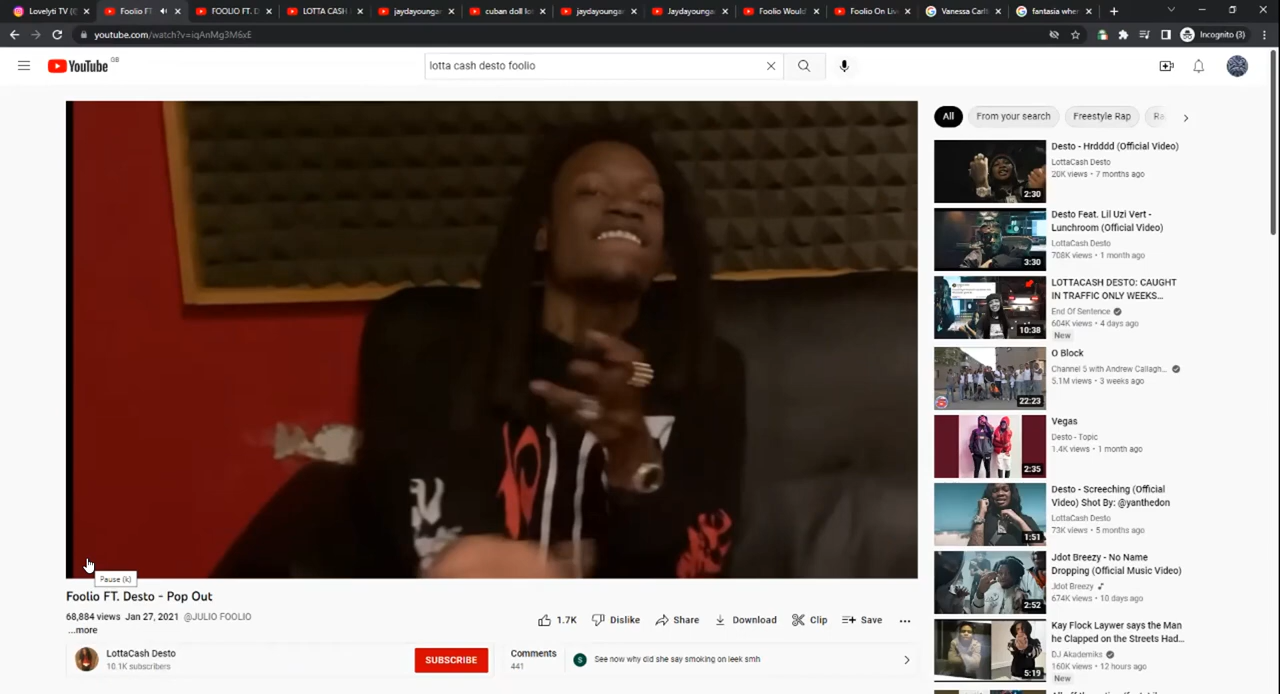 Lovelyti TV (
Foolio FT
FOOLIO FT. D
LOTTA CASH
jaydayoungar
cuban doll lo
jaydayoungan
Jaydayoungar
Foolio Would
Foolio On Liv
Vanessa Carlt
fantasia wher
youtube.com/watch?v=iqAnMg3M6xE
Incognito (3)
YouTube GB
lotta cash desto foolio
All
From your search
Freestyle Rap
Ra
Desto - Hrdddd (Official Video)
LottaCash Desto
20K views • 7 months ago
2:30
Desto Feat. Lil Uzi Vert -
Lunchroom (Official Video)
LottaCash Desto
708K views • 1 month ago
3:30
LOTTACASH DESTO: CAUGHT
IN TRAFFIC ONLY WEEKS...
End Of Sentence
604K views • 4 days ago
New
10:38
O Block
Channel 5 with Andrew Callagh...
5.1M views • 3 weeks ago
22:23
Vegas
Desto - Topic
1.4K views • 1 month ago
2:35
Desto - Screeching (Official
Video) Shot By: @yanthedon
LottaCash Desto
73K views • 5 months ago
1:51
Jdot Breezy - No Name
Dropping (Official Music Video)
Jdot Breezy
674K views • 10 days ago
2:52
Kay Flock Laywer says the Man
he Clapped on the Streets Had...
DJ Akademiks
160K views • 12 hours ago
New
5:19
Pause (k)
Foolio FT. Desto - Pop Out
68,884 views Jan 27, 2021 @JULIO FOOLIO
...more
1.7K
Dislike
Share
Download
Clip
Save
LottaCash Desto
10.1K subscribers
SUBSCRIBE
Comments
441
See now why did she say smoking on leek smh